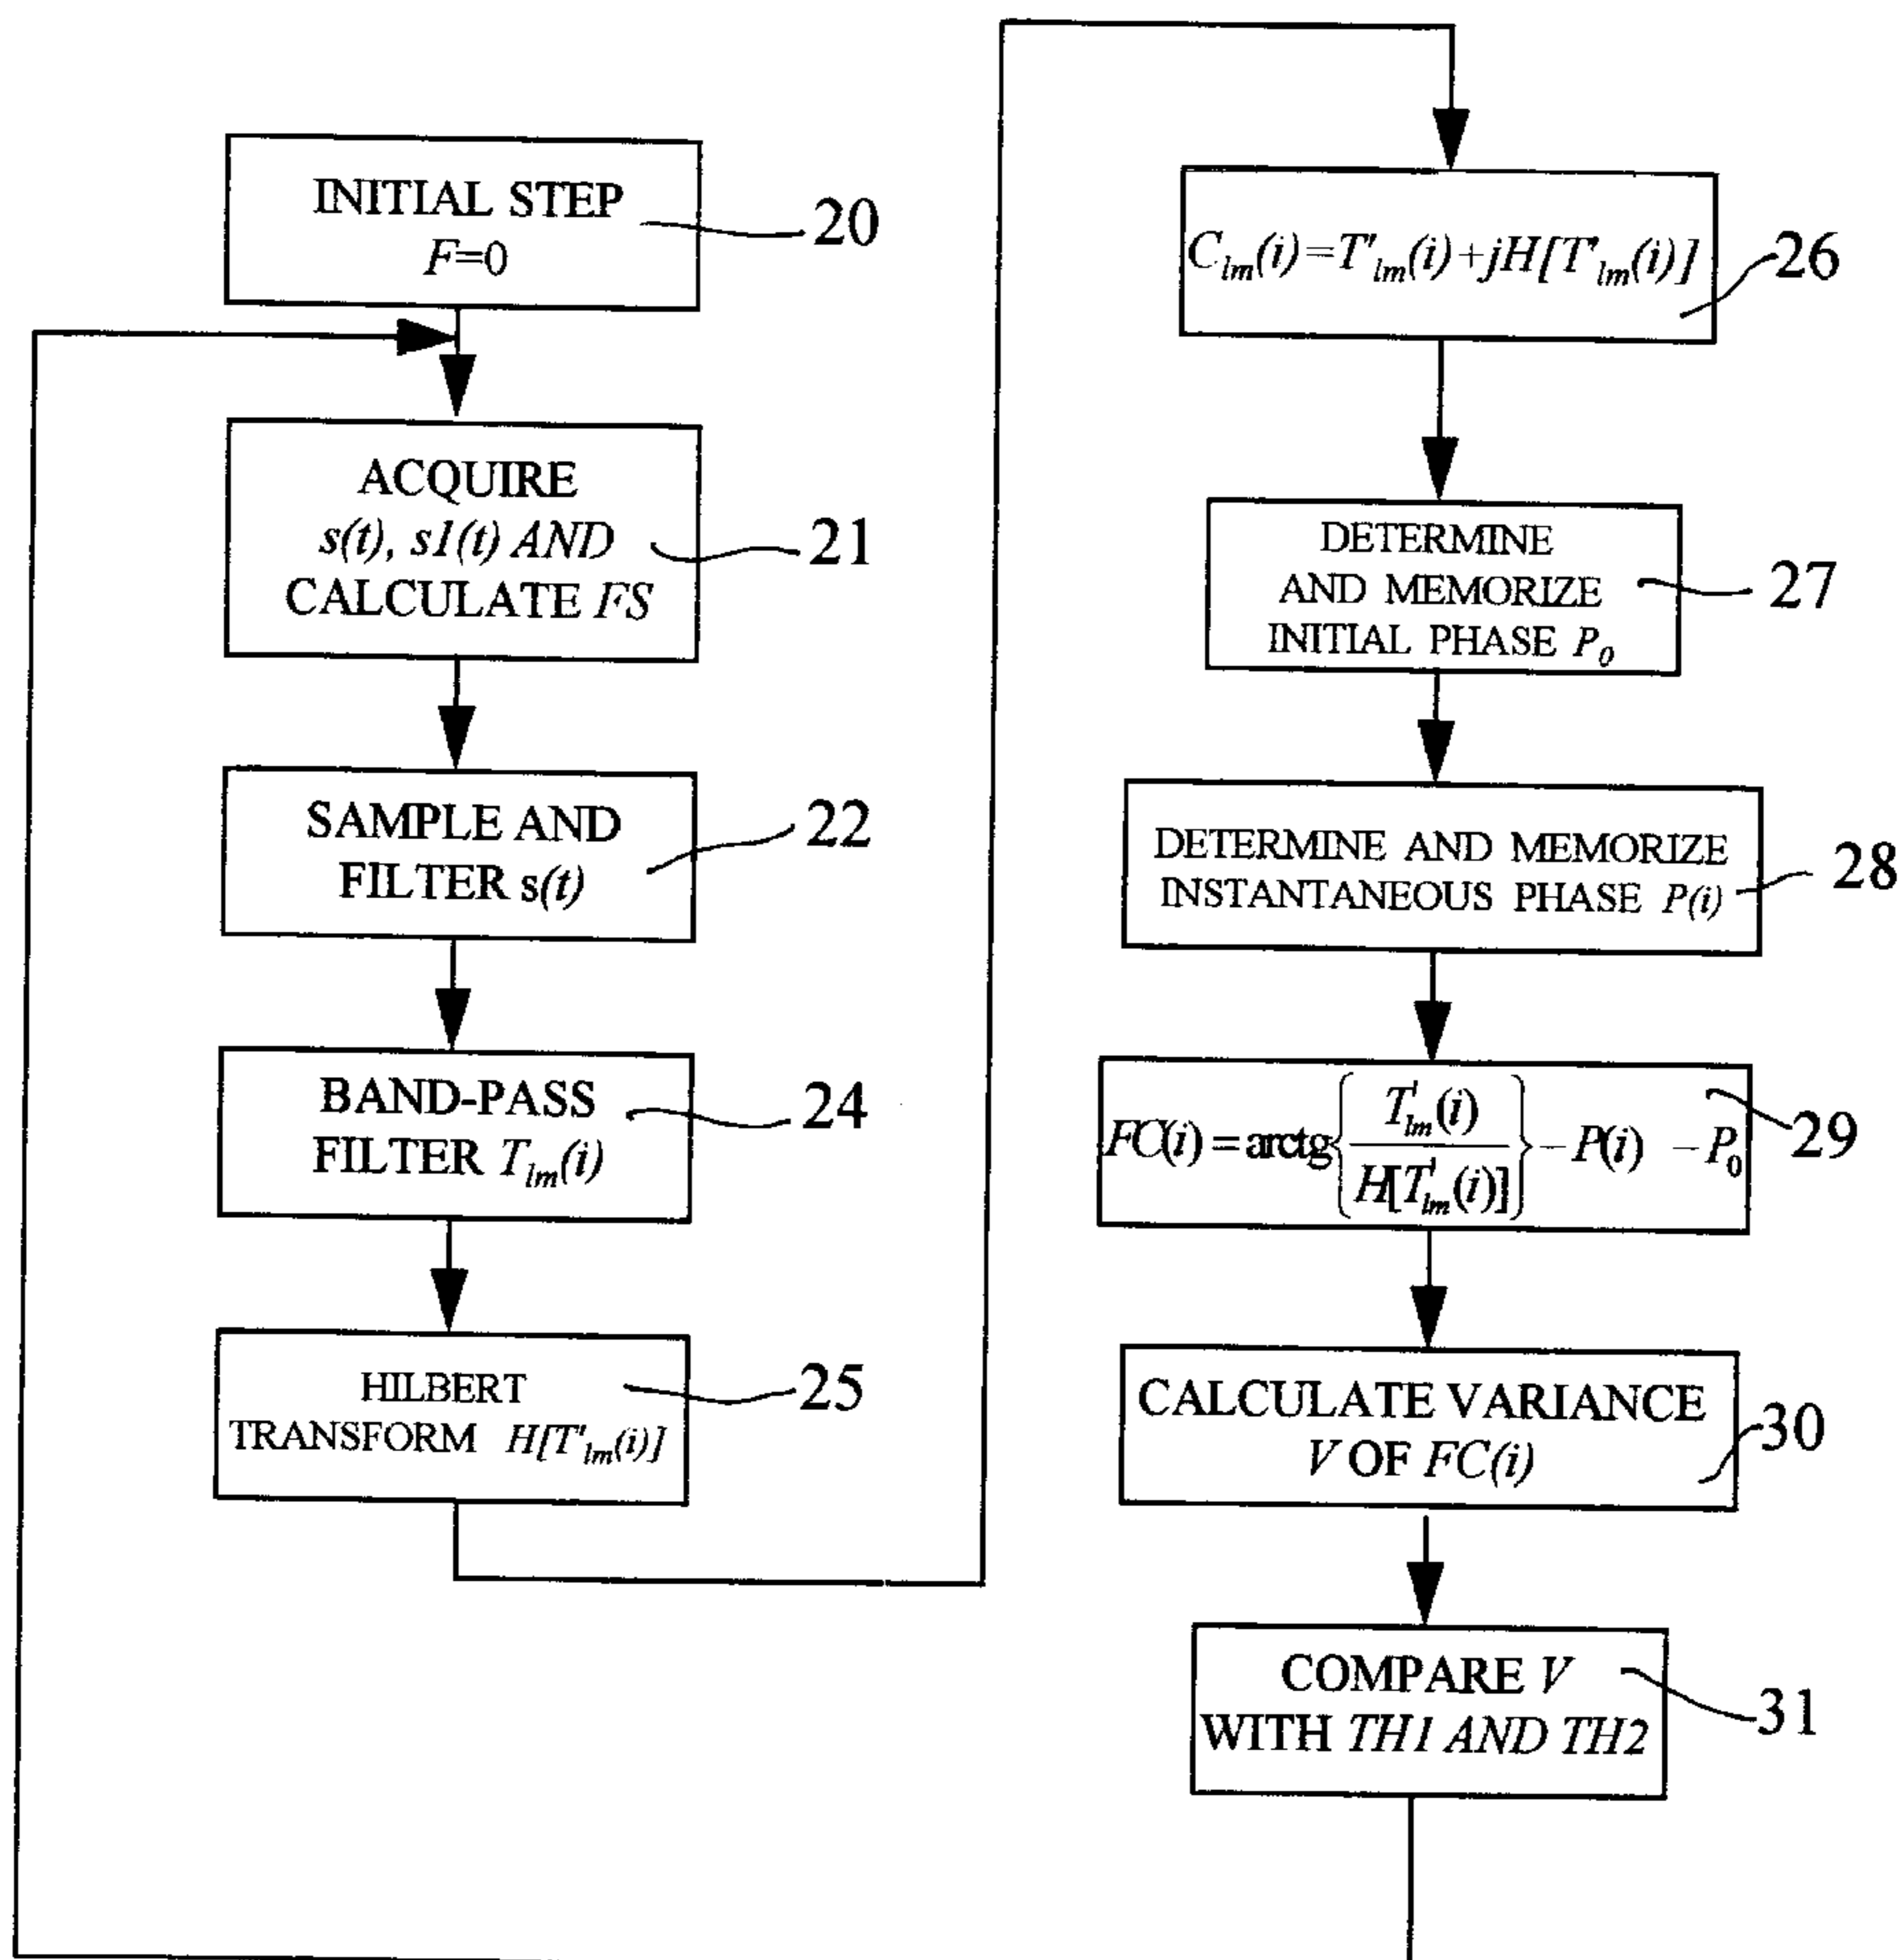 INITIAL STEP
F=0
20
ACQUIRE
s(t), s1(t) AND
CALCULATE FS
21
SAMPLE AND
FILTER s(t)
22
BAND-PASS
FILTER T_lm(i)
24
HILBERT
TRANSFORM H[T'_lm(i)]
25
C_lm(i)=T'_lm(i)+jH[T'_lm(i)]
26
DETERMINE
AND MEMORIZE
INITIAL PHASE P_0
27
DETERMINE AND MEMORIZE
INSTANTANEOUS PHASE P(i)
28
FC(i) = arctg{T'_lm(i) / H[T'_lm(i)]} - P(i) - P_0
29
CALCULATE VARIANCE
V OF FC(i)
30
COMPARE V
WITH TH1 AND TH2
31